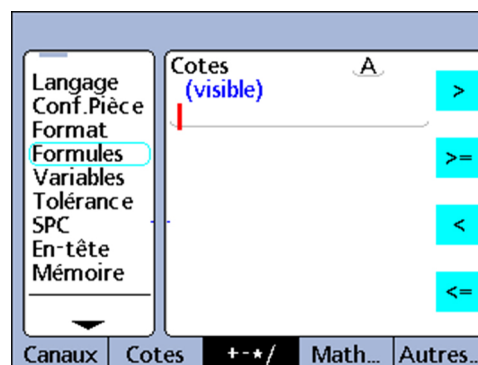 Langage
Conf.Pièce
Format
Formules
Variables
Tolérance
SPC
En-tête
Mémoire
Cotes A
(visible)
>
>=
<
<=
Canaux Cotes +-*/ Math... Autres..